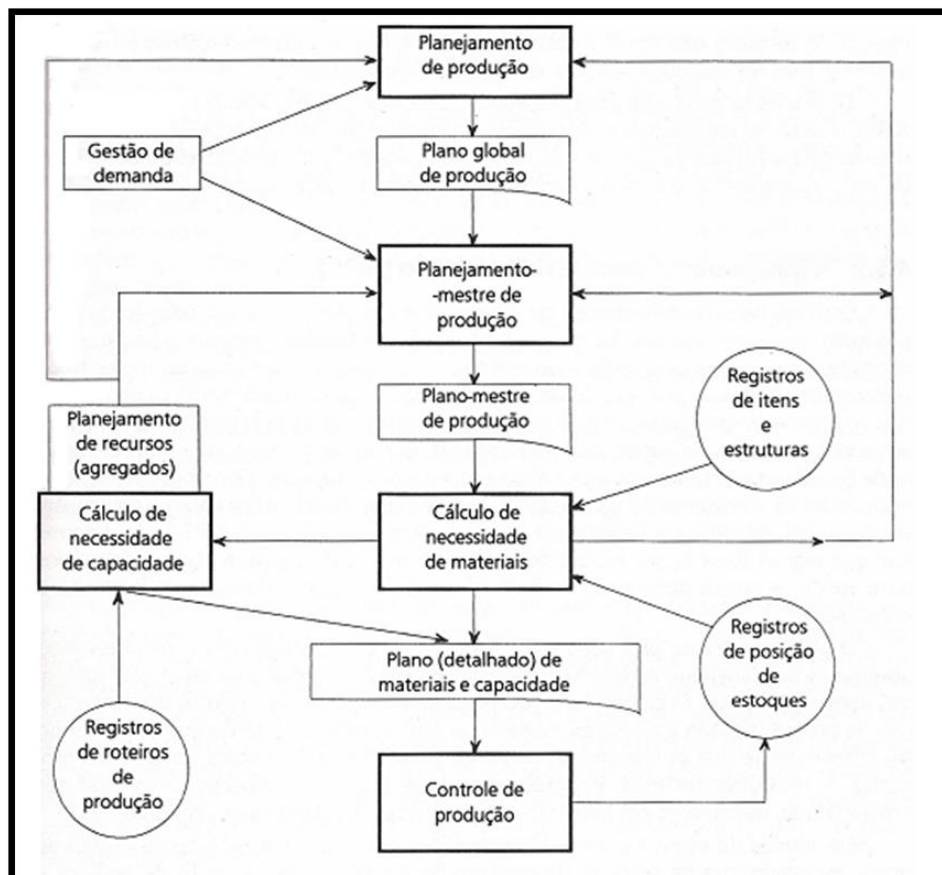 Planejamento
de produção
Gestão de
demanda
Plano global
de produção
Planejamento-
-mestre de
produção
Plano-mestre
de produção
Registros
de itens
e
estruturas
Planejamento
de recursos
(agregados)
Cálculo de
necessidade
de capacidade
Cálculo de
necessidade
de materiais
Registros
de posição
de
estoques
Plano (detalhado) de
materiais e capacidade
Registros
de roteiros
de
produção
Controle de
produção